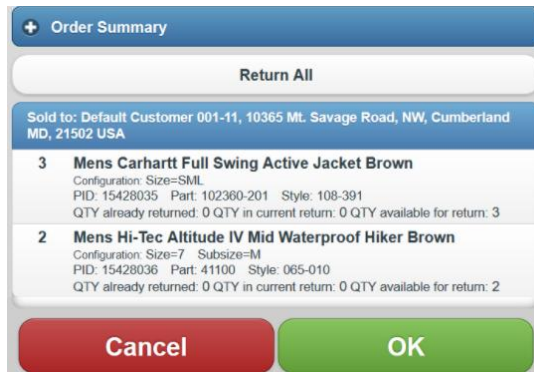 Order Summary
Return All
Sold to: Default Customer 001-11, 10365 Mt. Savage Road, NW, Cumberland
MD, 21502 USA
3 Mens Carhartt Full Swing Active Jacket Brown
Configuration: Size=SML
PID: 15428035 Part: 102360-201 Style: 108-391
QTY already returned: 0 QTY in current return: 0 QTY available for return: 3
2 Mens Hi-Tec Altitude IV Mid Waterproof Hiker Brown
Configuration: Size=7 Subsize=M
PID: 15428036 Part: 41100 Style: 065-010
QTY already returned: 0 QTY in current return: 0 QTY available for return: 2
Cancel OK